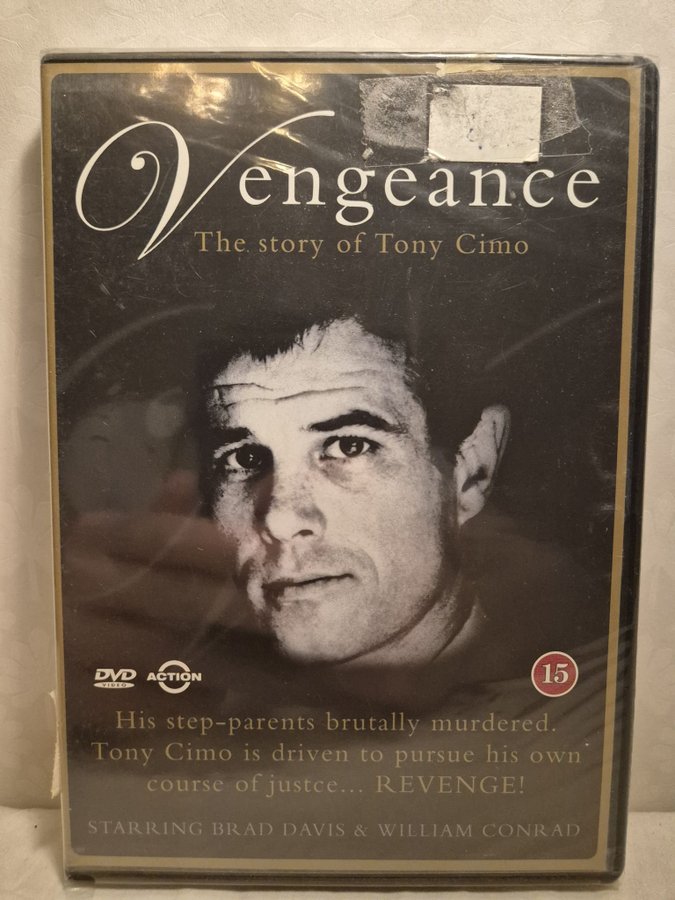 Vengeance
The story of Tony Cimo
DVD
VIDEO
ACTION
15
His step-parents brutally murdered.
Tony Cimo is driven to pursue his own
course of justce... REVENGE!
STARRING BRAD DAVIS & WILLIAM CONRAD